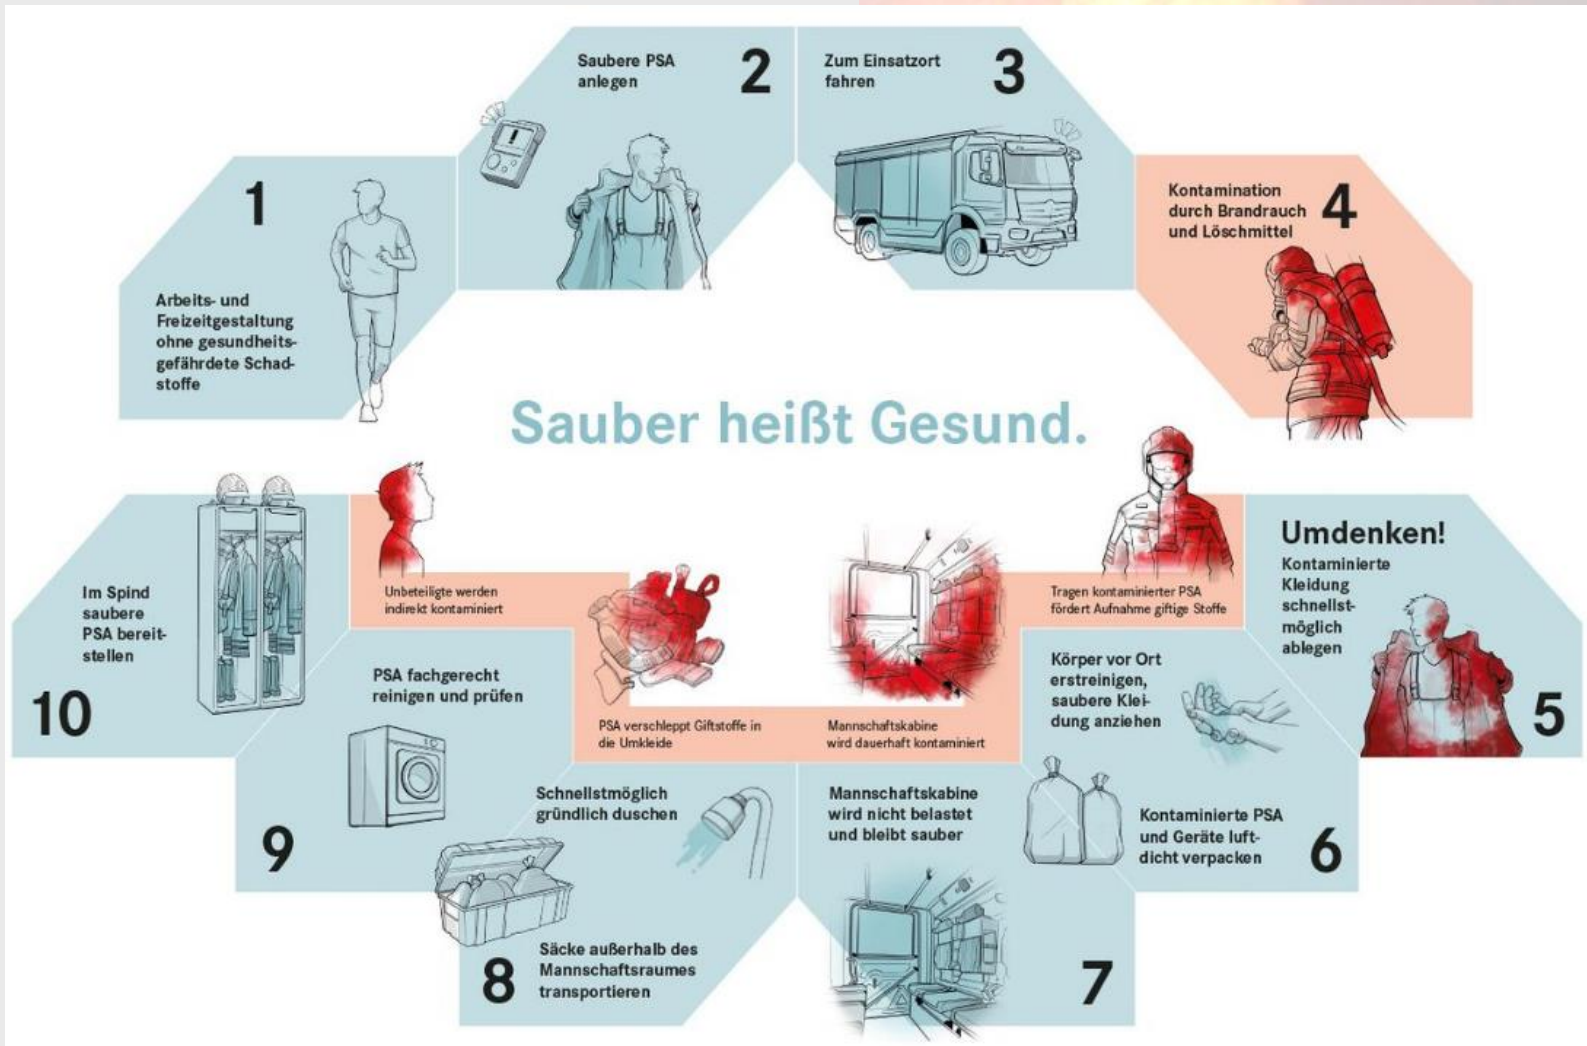 1
Arbeits- und
Freizeitgestaltung
ohne gesundheits-
gefährdete Schad-
stoffe
Saubere PSA
anlegen
2
Zum Einsatzort
fahren
3
Kontamination
durch Brandrauch
und Löschmittel
4
Sauber heißt Gesund.
Umdenken!
Kontaminierte
Kleidung
schnellst-
möglich
ablegen
5
Tragen kontaminierter PSA
fördert Aufnahme giftige Stoffe
Mannschaftskabine
wird dauerhaft kontaminiert
PSA verschleppt Giftstoffe in
die Umkleide
Unbeteiligte werden
indirekt kontaminiert
Körper vor Ort
erstreinigen,
saubere Klei-
dung anziehen
Kontaminierte PSA
und Geräte luft-
dicht verpacken
6
Mannschaftskabine
wird nicht belastet
und bleibt sauber
7
Schnellstmöglich
gründlich duschen
8
Säcke außerhalb des
Mannschaftsraumes
transportieren
PSA fachgerecht
reinigen und prüfen
9
Im Spind
saubere
PSA bereit-
stellen
10